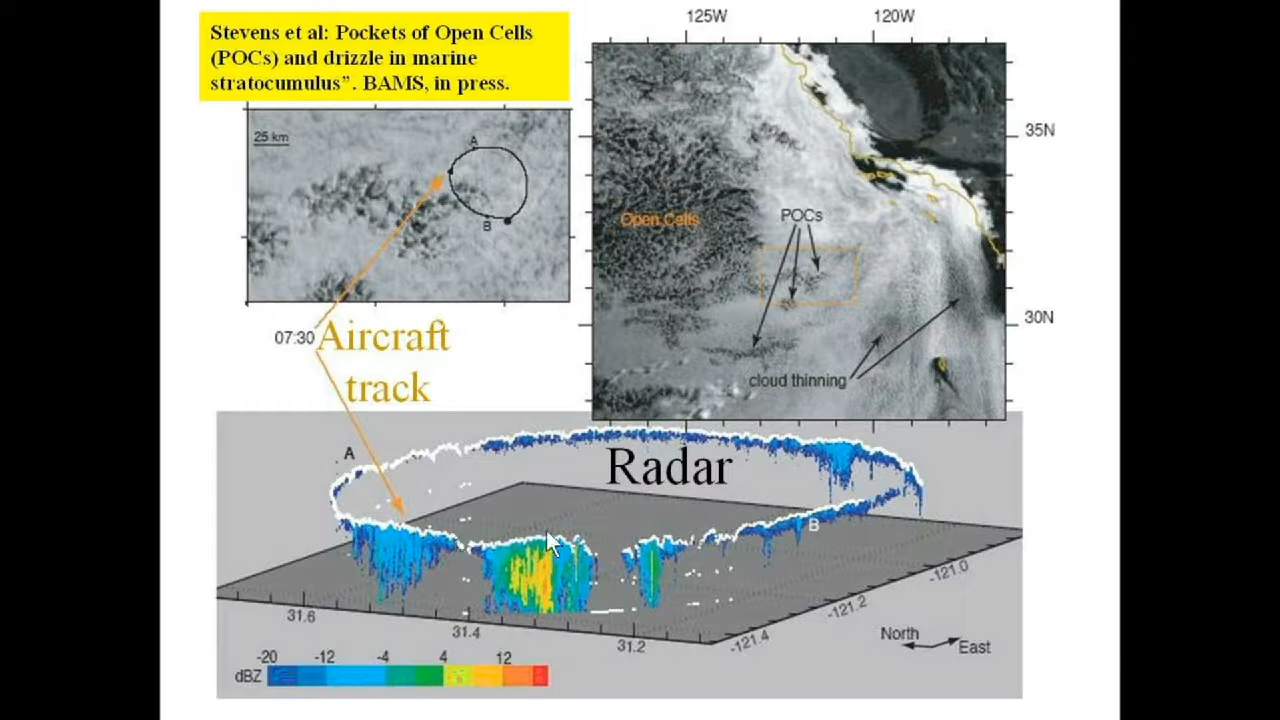 Stevens et al: Pockets of Open Cells
(POCs) and drizzle in marine
stratocumulus”. BAMS, in press.
125W
120W
25 km
A
B
35N
Open Cells
POCs
30N
cloud thinning
07:30
Aircraft
track
A
Radar
B
31.6
31.4
31.2
-121.4
-121.2
-121.0
North
East
dBZ
-20
-12
-4
4
12